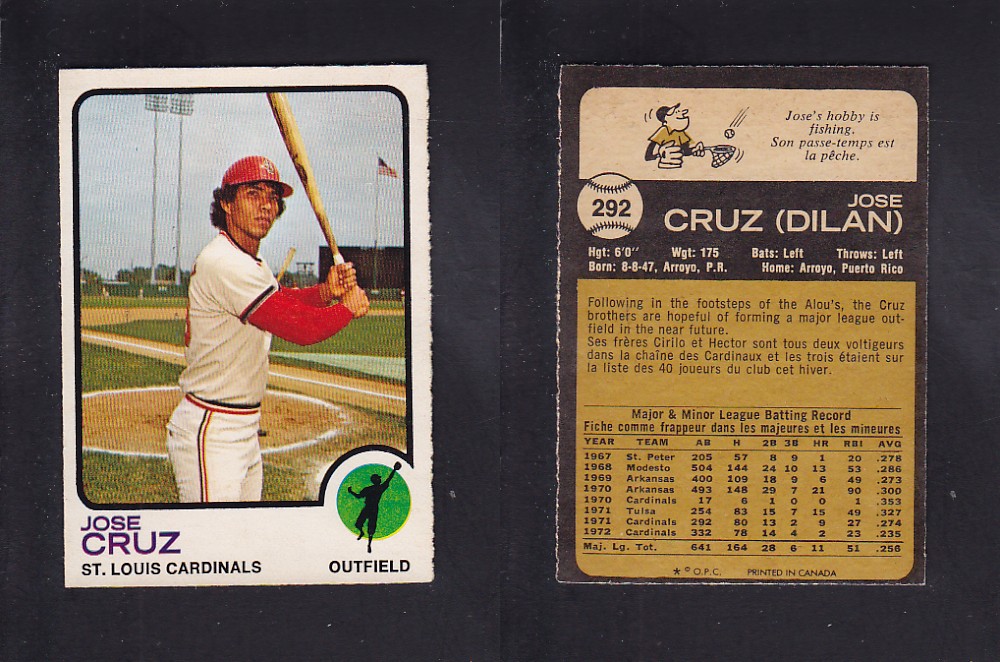 JOSE
CRUZ
ST. LOUIS CARDINALS OUTFIELD
Jose's hobby is
fishing.
Son passe-temps est
la pêche.
292
JOSE
CRUZ (DILAN)
Hgt: 6'0" Wgt: 175 Bats: Left Throws: Left
Born: 8-8-47, Arroyo, P.R. Home: Arroyo, Puerto Rico
Following in the footsteps of the Alou's, the Cruz
brothers are hopeful of forming a major league out-
field in the near future.
Ses frères Cirilo et Hector sont tous deux voltigeurs
dans la chaîne des Cardinaux et les trois étaient sur
la liste des 40 joueurs du club cet hiver.
Major & Minor League Batting Record
Fiche comme frappeur dans les majeures et les mineures
YEAR TEAM AB H 2B 3B HR RBI AVG
1967 St. Peter 205 57 8 9 1 20 .278
1968 Modesto 504 144 24 10 13 53 .286
1969 Arkansas 400 109 18 9 6 49 .273
1970 Arkansas 493 148 29 7 21 90 .300
1970 Cardinals 17 6 1 0 0 1 .353
1971 Tulsa 254 83 15 7 15 49 .327
1971 Cardinals 292 80 13 2 9 27 .274
1972 Cardinals 332 78 14 4 2 23 .235
Maj. Lg. Tot. 641 164 28 6 11 51 .256
* © O.P.C. PRINTED IN CANADA